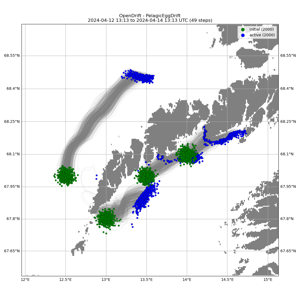 OpenDrift - PelagicEggDrift
2024-04-12 13:13 to 2024-04-14 13:13 UTC (49 steps)
initial (2000)
active (2000)
68.55°N
68.4°N
68.25°N
68.1°N
67.95°N
67.8°N
67.65°N
68.55°N
68.4°N
68.25°N
68.1°N
67.95°N
67.8°N
67.65°N
12°E 12.5°E 13°E 13.5°E 14°E 14.5°E 15°E